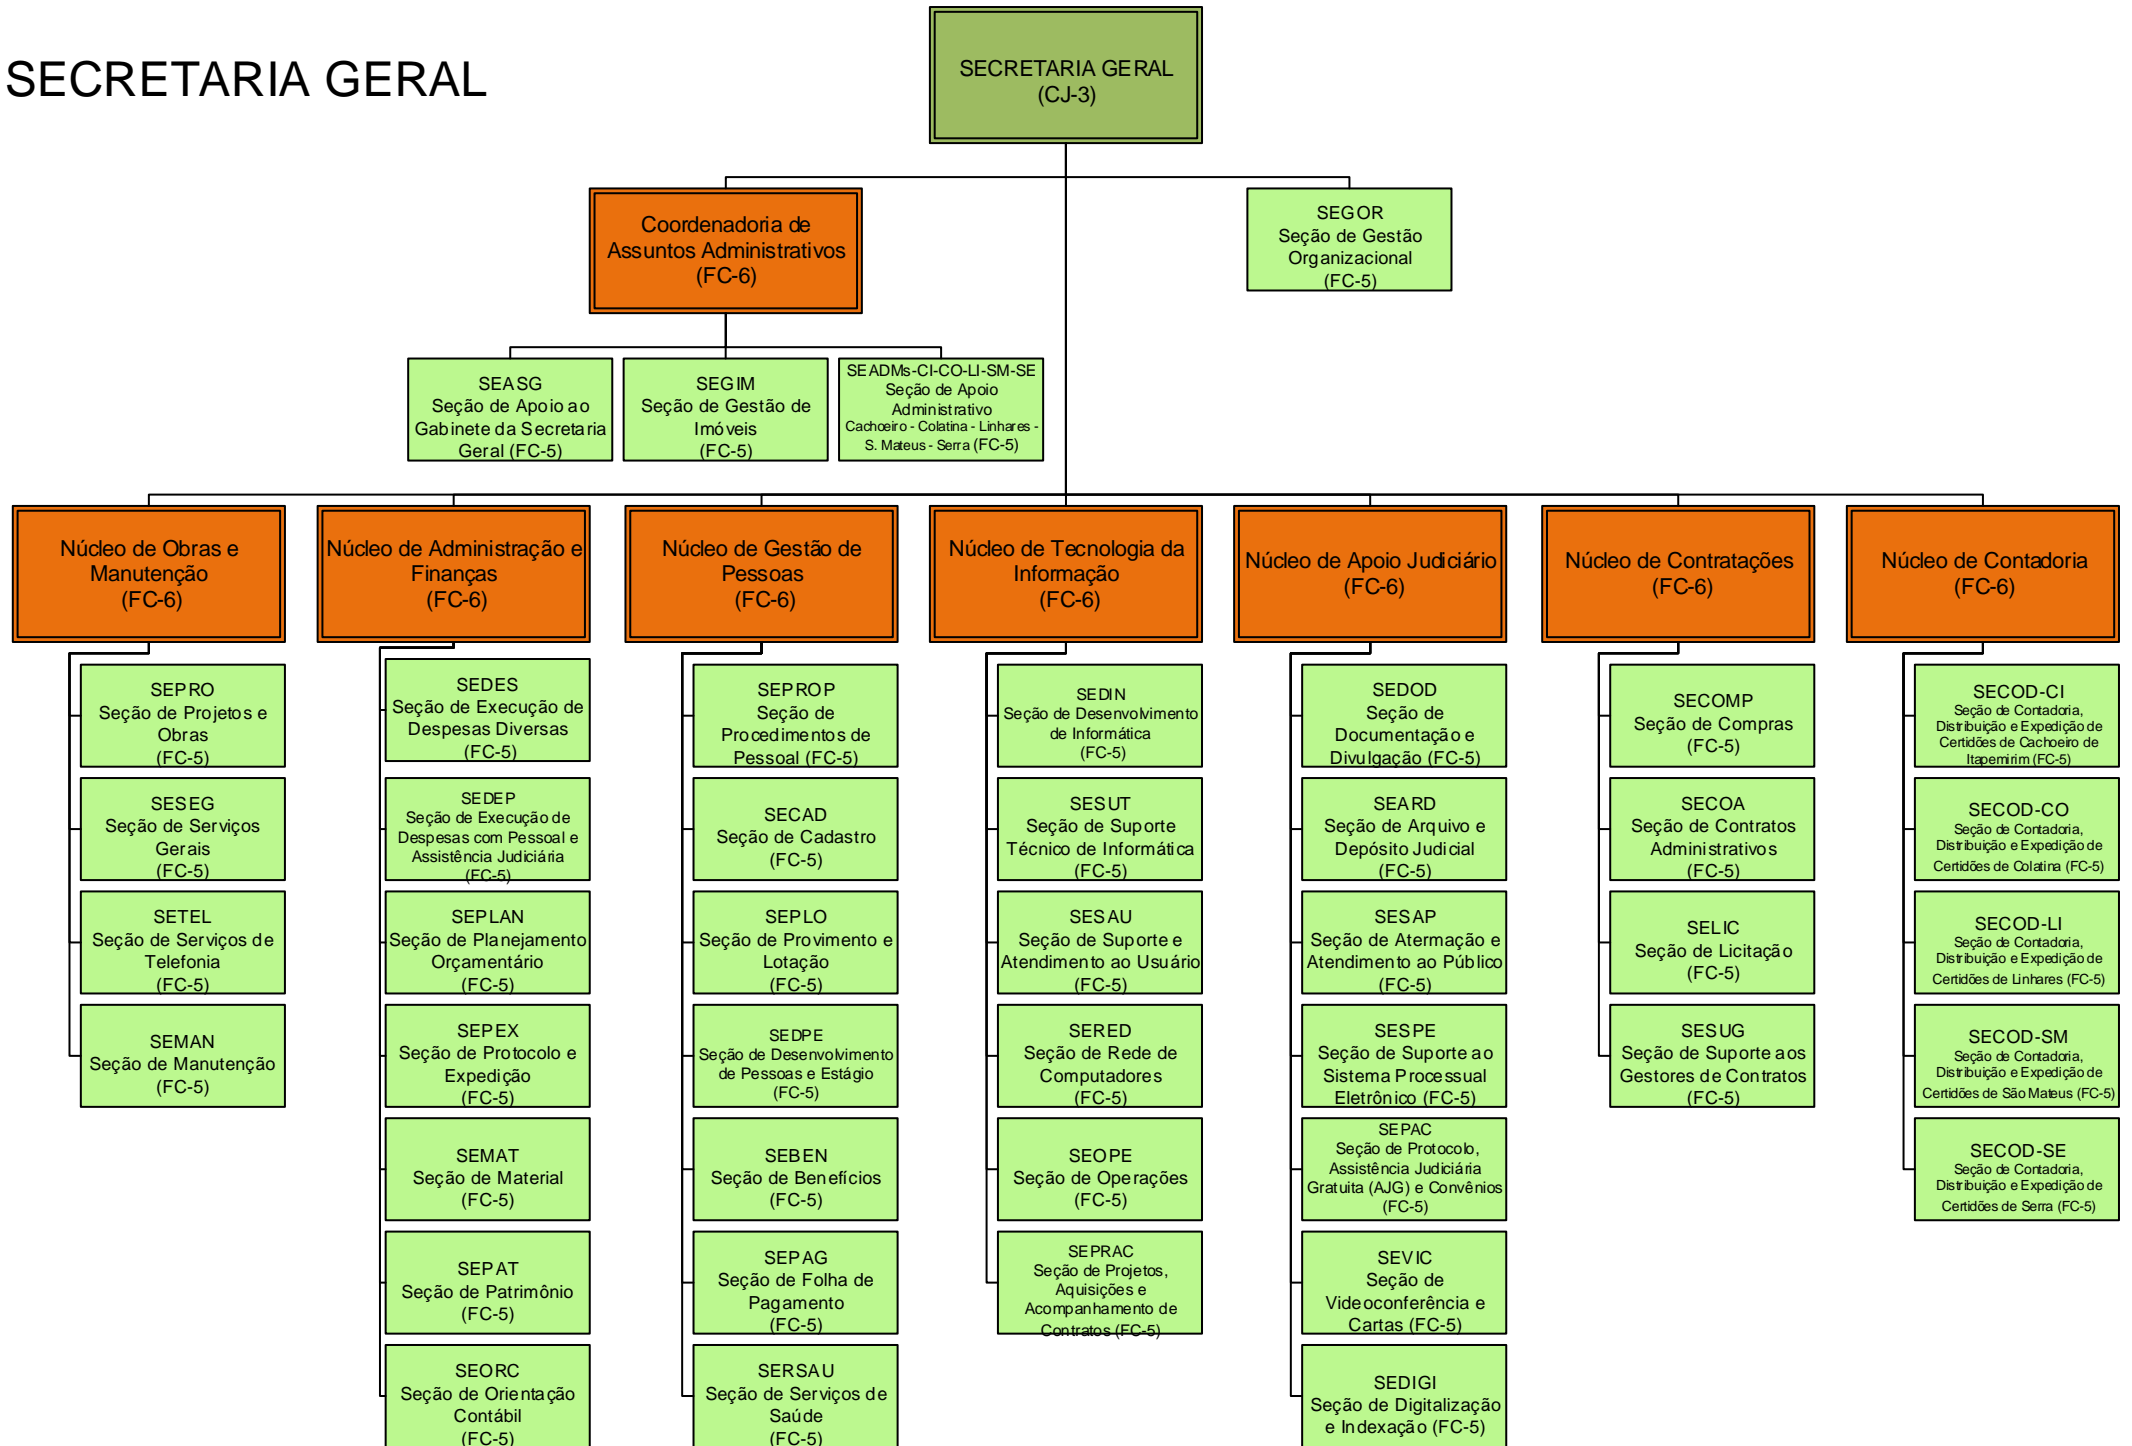 SECRETARIA GERAL
SECRETARIA GERAL
(CJ-3)
Coordenadoria de
Assuntos Administrativos
(FC-6)
SEGOR
Seção de Gestão
Organizacional
(FC-5)
SEASG
Seção de Apoio ao
Gabinete da Secretaria
Geral (FC-5)
SEGIM
Seção de Gestão de
Imóveis
(FC-5)
SEADMs-CI-CO-LI-SM-SE
Seção de Apoio
Administrativo
Cachoeiro - Colatina - Linhares -
S. Mateus - Serra (FC-5)
Núcleo de Obras e
Manutenção
(FC-6)
Núcleo de Administração e
Finanças
(FC-6)
Núcleo de Gestão de
Pessoas
(FC-6)
Núcleo de Tecnologia da
Informação
(FC-6)
Núcleo de Apoio Judiciário
(FC-6)
Núcleo de Contratações
(FC-6)
Núcleo de Contadoria
(FC-6)
SEPRO
Seção de Projetos e
Obras
(FC-5)
SESEG
Seção de Serviços
Gerais
(FC-5)
SETEL
Seção de Serviços de
Telefonia
(FC-5)
SEMAN
Seção de Manutenção
(FC-5)
SEDES
Seção de Execução de
Despesas Diversas
(FC-5)
SEDEP
Seção de Execução de
Despesas com Pessoal e
Assistência Judiciária
(FC-5)
SEPLAN
Seção de Planejamento
Orçamentário
(FC-5)
SEPEX
Seção de Protocolo e
Expedição
(FC-5)
SEMAT
Seção de Material
(FC-5)
SEPAT
Seção de Patrimônio
(FC-5)
SEORC
Seção de Orientação
Contábil
(FC-5)
SEPROP
Seção de
Procedimentos de
Pessoal (FC-5)
SECAD
Seção de Cadastro
(FC-5)
SEPLO
Seção de Provimento e
Lotação
(FC-5)
SEDPE
Seção de Desenvolvimento
de Pessoas e Estágio
(FC-5)
SEBEN
Seção de Benefícios
(FC-5)
SEPAG
Seção de Folha de
Pagamento
(FC-5)
SERSAU
Seção de Serviços de
Saúde
(FC-5)
SEDIN
Seção de Desenvolvimento
de Informática
(FC-5)
SESUT
Seção de Suporte
Técnico de Informática
(FC-5)
SESAU
Seção de Suporte e
Atendimento ao Usuário
(FC-5)
SERED
Seção de Rede de
Computadores
(FC-5)
SEOPE
Seção de Operações
(FC-5)
SEPRAC
Seção de Projetos,
Aquisições e
Acompanhamento de
Contratos (FC-5)
SEDOD
Seção de
Documentação e
Divulgação (FC-5)
SEARD
Seção de Arquivo e
Depósito Judicial
(FC-5)
SESAP
Seção de Atermação e
Atendimento ao Público
(FC-5)
SESPE
Seção de Suporte ao
Sistema Processual
Eletrônico (FC-5)
SEPAC
Seção de Protocolo,
Assistência Judiciária
Gratuita (AJG) e Convênios
(FC-5)
SEVIC
Seção de
Videoconferência e
Cartas (FC-5)
SEDIGI
Seção de Digitalização
e Indexação (FC-5)
SECOMP
Seção de Compras
(FC-5)
SECOA
Seção de Contratos
Administrativos
(FC-5)
SELIC
Seção de Licitação
(FC-5)
SESUG
Seção de Suporte aos
Gestores de Contratos
(FC-5)
SECOD-CI
Seção de Contadoria,
Distribuição e Expedição de
Certidões de Cachoeiro de
Itapemirim (FC-5)
SECOD-CO
Seção de Contadoria,
Distribuição e Expedição de
Certidões de Colatina (FC-5)
SECOD-LI
Seção de Contadoria,
Distribuição e Expedição de
Certidões de Linhares (FC-5)
SECOD-SM
Seção de Contadoria,
Distribuição e Expedição de
Certidões de São Mateus (FC-5)
SECOD-SE
Seção de Contadoria,
Distribuição e Expedição de
Certidões de Serra (FC-5)